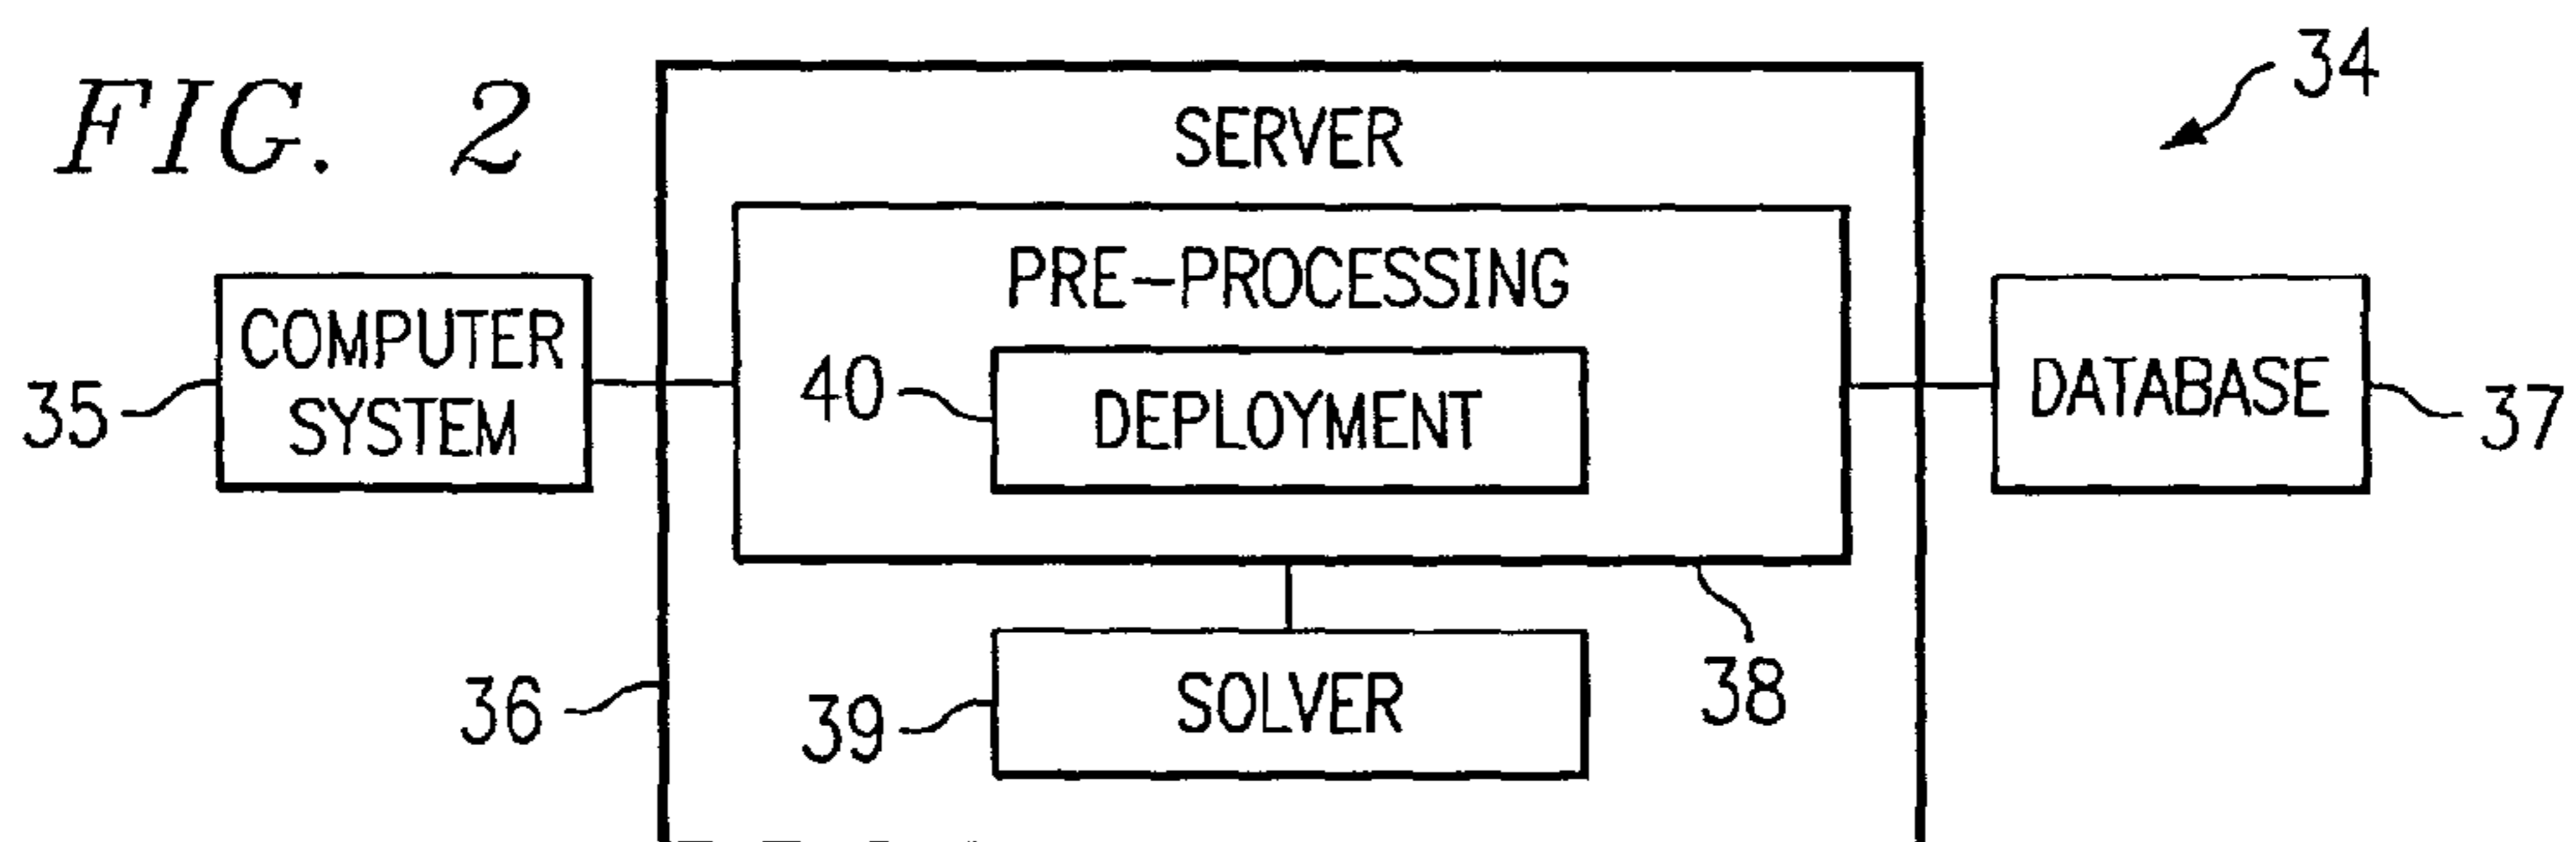 FIG. 2
34
SERVER
PRE-PROCESSING
COMPUTER
SYSTEM
35
40
DEPLOYMENT
DATABASE
37
36
38
39
SOLVER